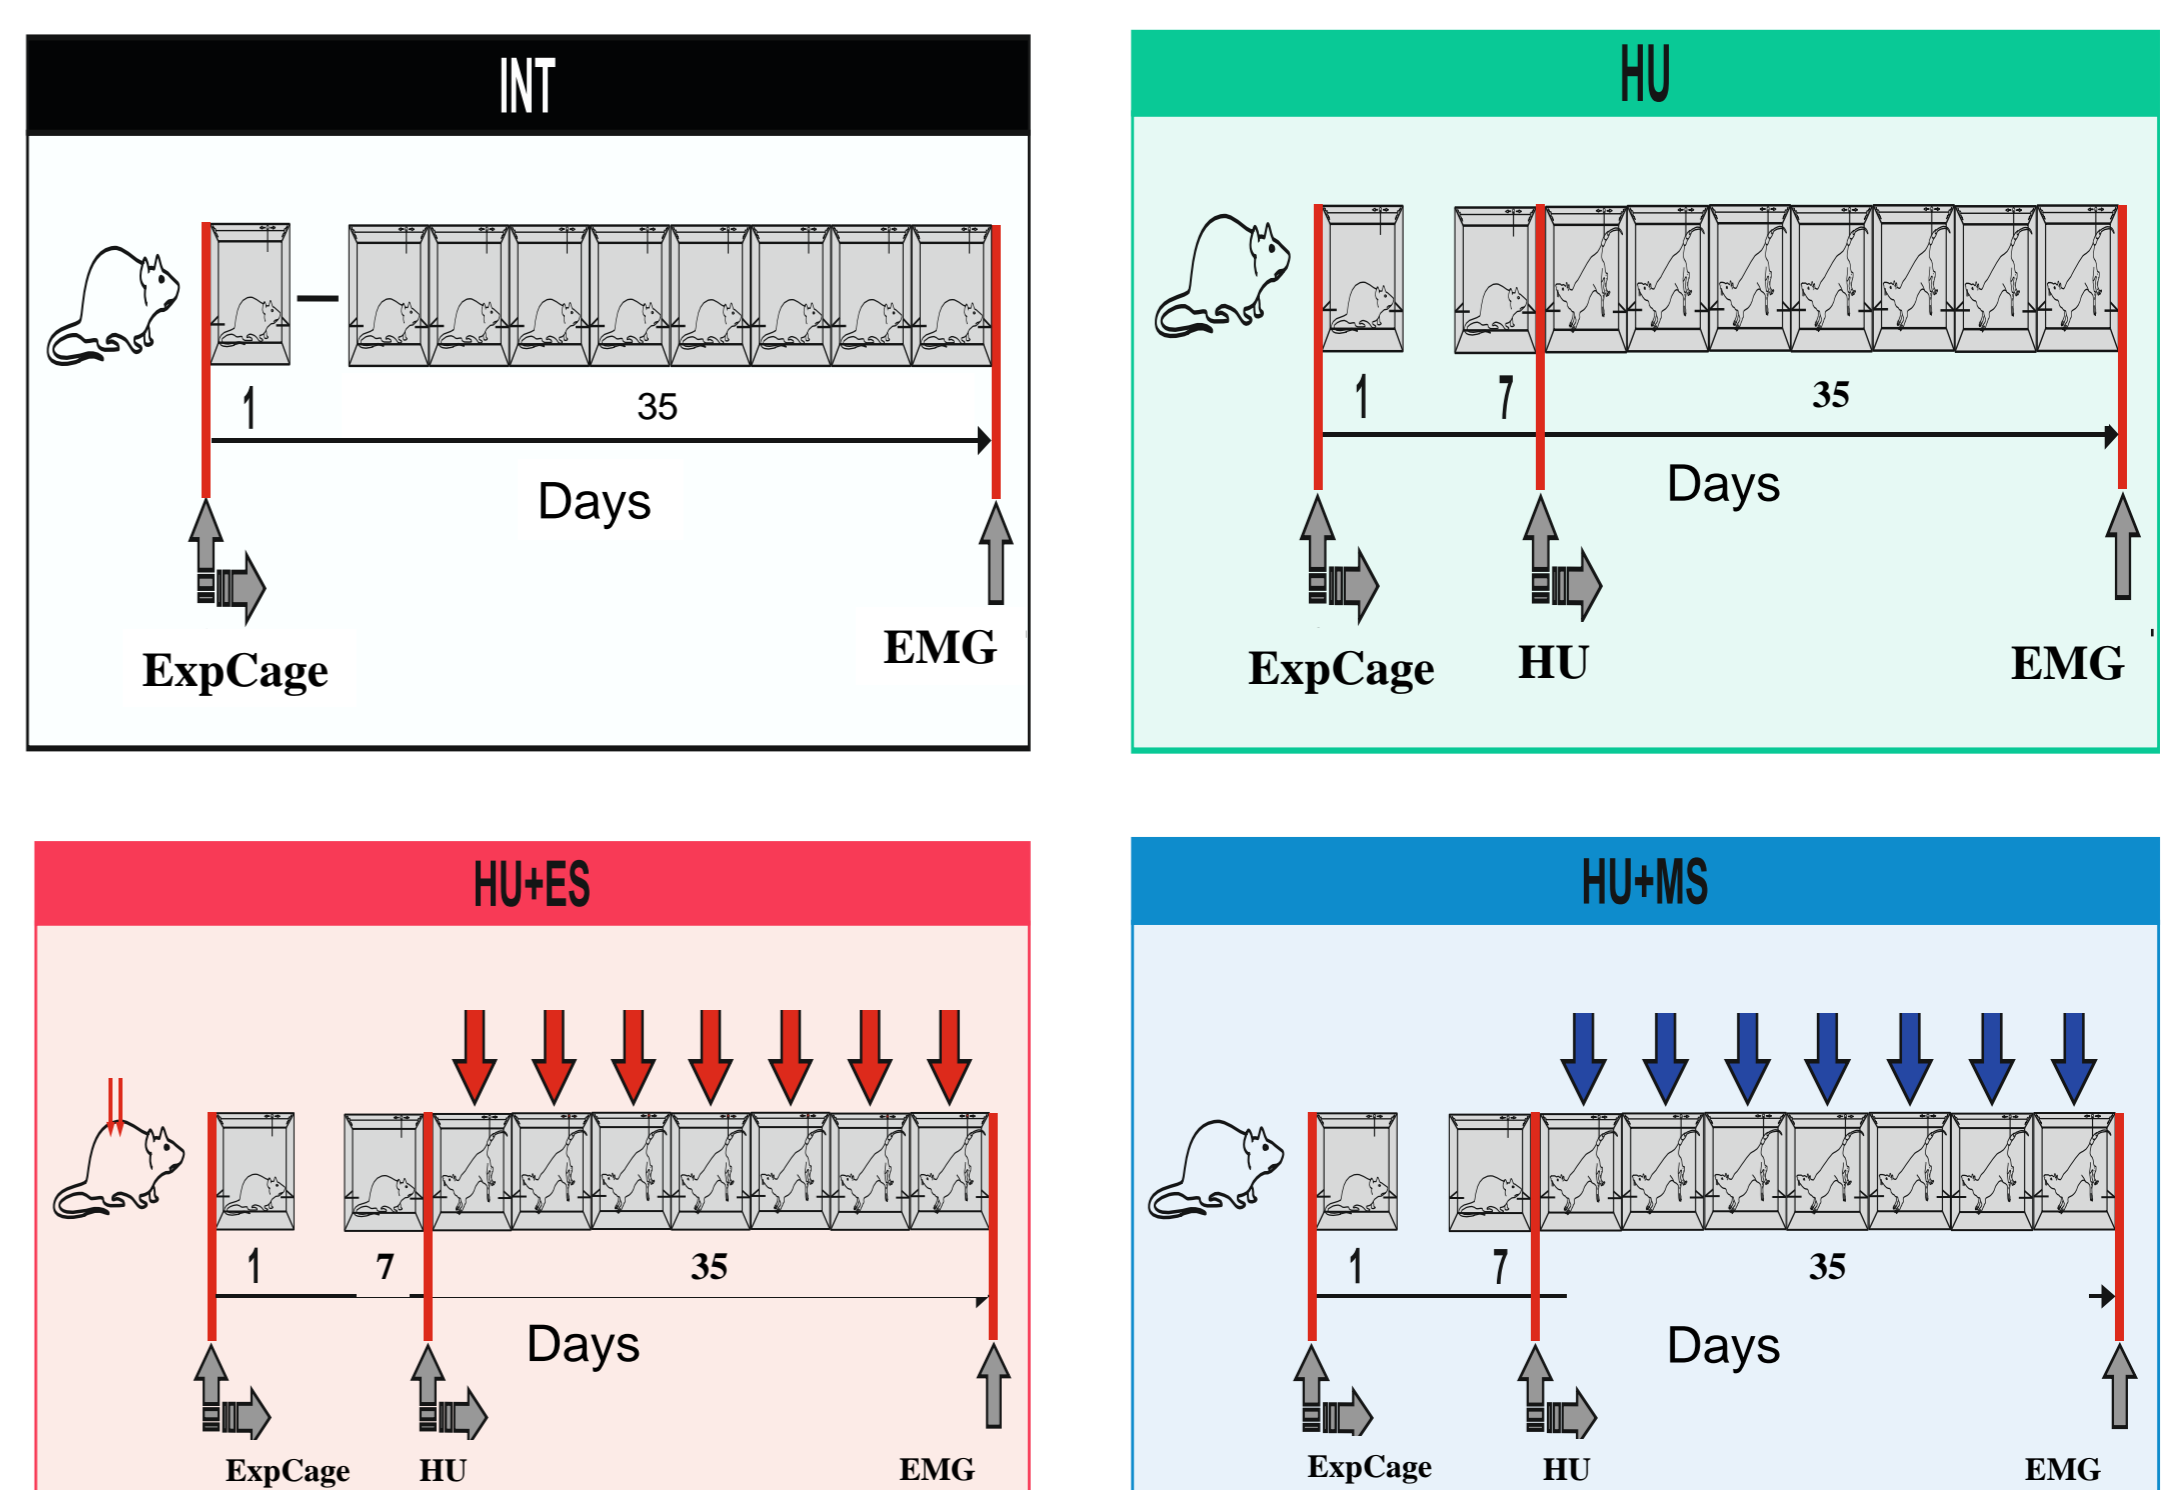 INT
1
35
Days
ExpCage
EMG
HU
1
7
35
Days
ExpCage
HU
EMG
HU+ES
1
7
35
Days
ExpCage
HU
EMG
HU+MS
1
7
35
Days
ExpCage
HU
EMG